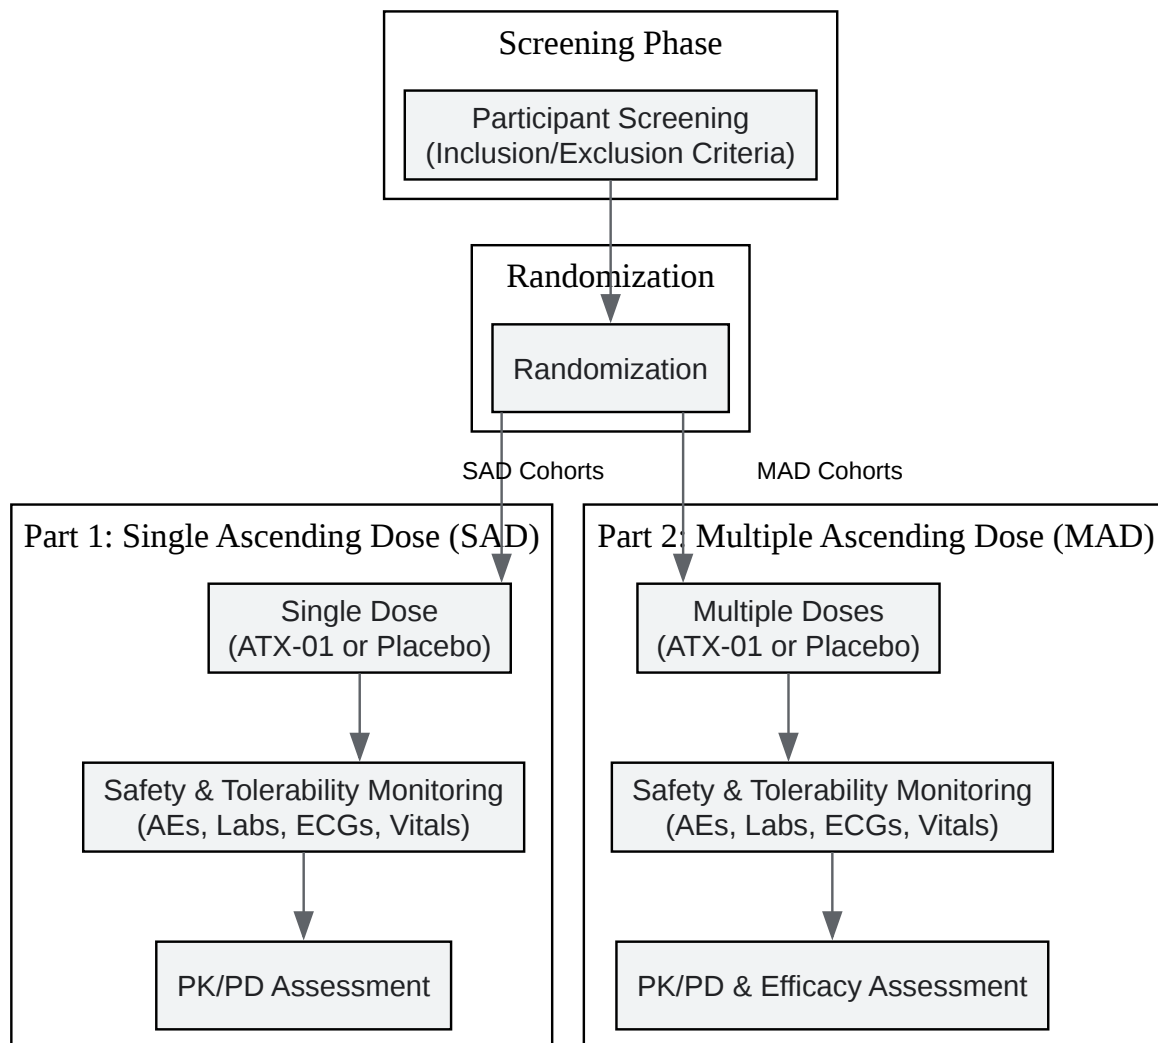 Screening Phase
Participant Screening
(Inclusion/Exclusion Criteria)
Randomization
Randomization
SAD Cohorts
MAD Cohorts
Part 1: Single Ascending Dose (SAD)
Single Dose
(ATX-01 or Placebo)
Safety & Tolerability Monitoring
(AEs, Labs, ECGs, Vitals)
PK/PD Assessment
Part 2: Multiple Ascending Dose (MAD)
Multiple Doses
(ATX-01 or Placebo)
Safety & Tolerability Monitoring
(AEs, Labs, ECGs, Vitals)
PK/PD & Efficacy Assessment